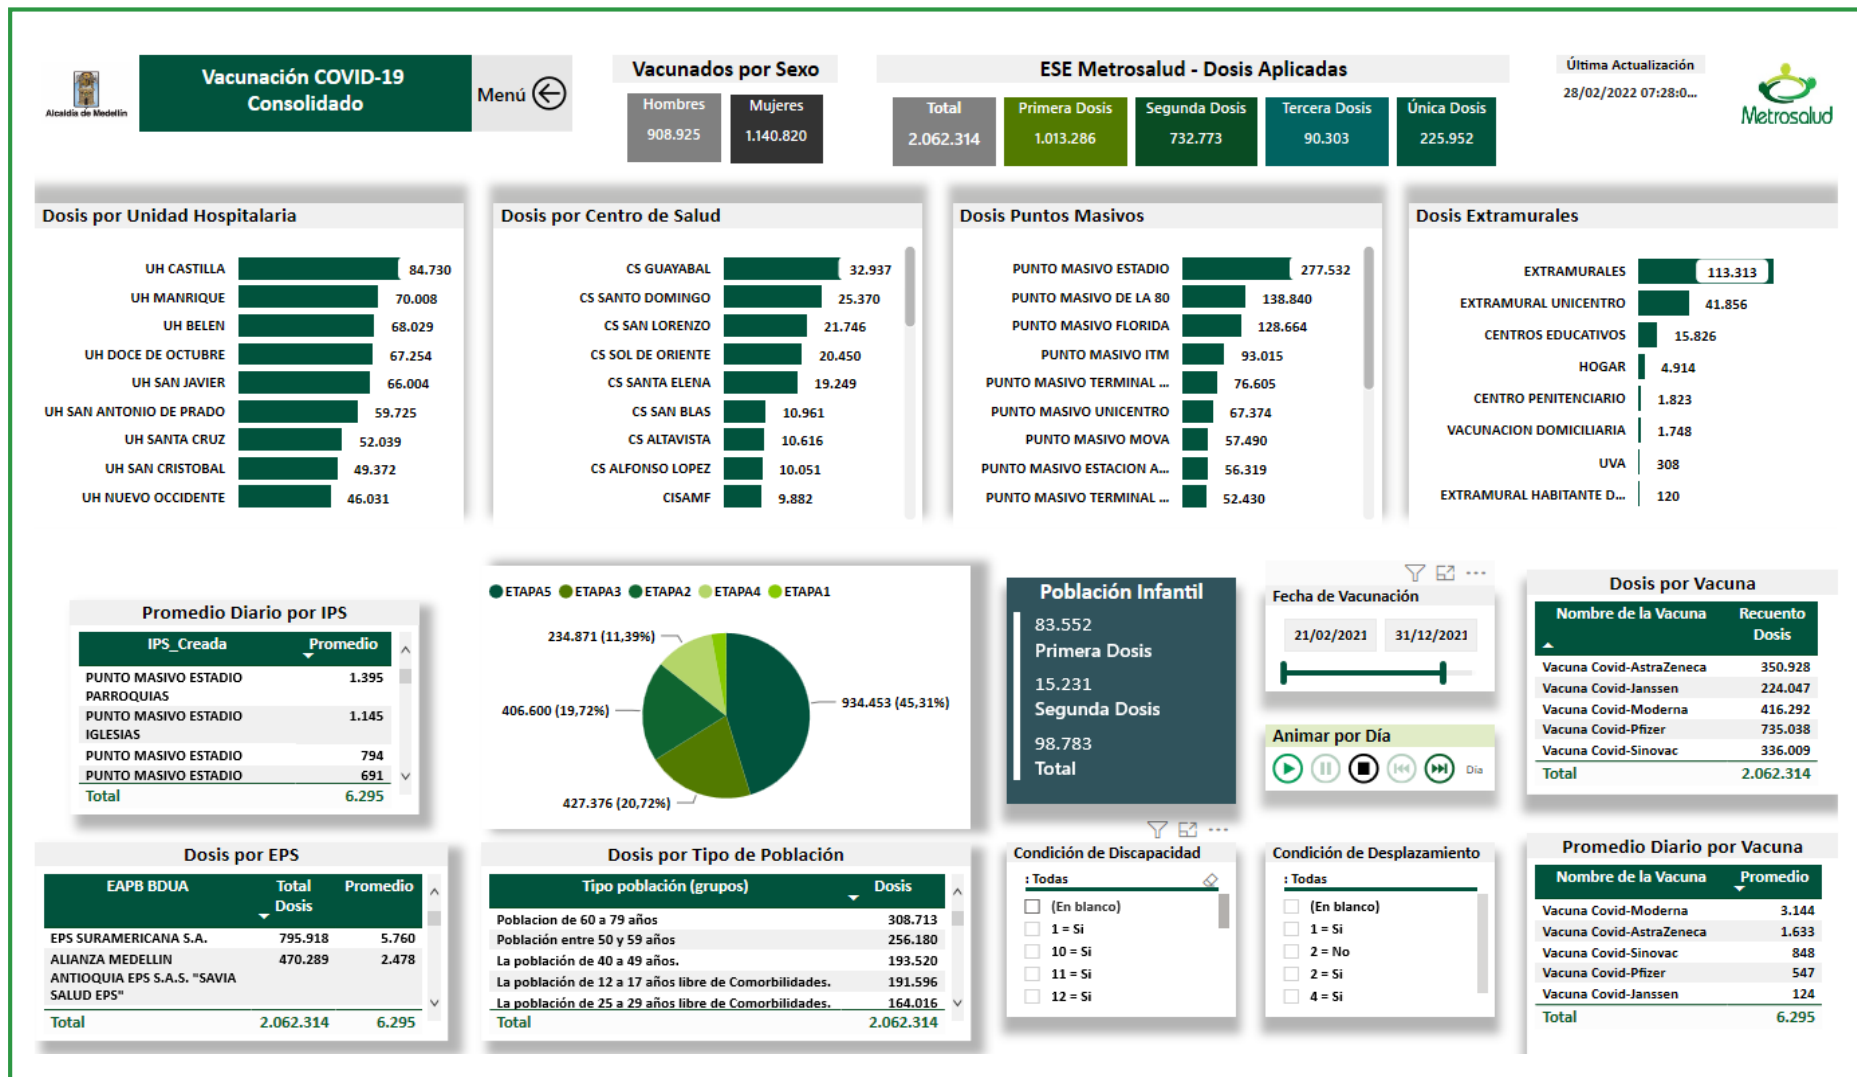 Alcaldía de Medellín
Vacunación COVID-19
Consolidado
Menú
Vacunados por Sexo
Hombres
908.925
Mujeres
1.140.820
ESE Metrosalud - Dosis Aplicadas
Total
2.062.314
Primera Dosis
1.013.286
Segunda Dosis
732.773
Tercera Dosis
90.303
Única Dosis
225.952
Última Actualización
28/02/2022 07:28:0...
Metrosalud
Dosis por Unidad Hospitalaria
UH CASTILLA 84.730
UH MANRIQUE 70.008
UH BELEN 68.029
UH DOCE DE OCTUBRE 67.254
UH SAN JAVIER 66.004
UH SAN ANTONIO DE PRADO 59.725
UH SANTA CRUZ 52.039
UH SAN CRISTOBAL 49.372
UH NUEVO OCCIDENTE 46.031
Dosis por Centro de Salud
CS GUAYABAL 32.937
CS SANTO DOMINGO 25.370
CS SAN LORENZO 21.746
CS SOL DE ORIENTE 20.450
CS SANTA ELENA 19.249
CS SAN BLAS 10.961
CS ALTAVISTA 10.616
CS ALFONSO LOPEZ 10.051
CISAMF 9.882
Dosis Puntos Masivos
PUNTO MASIVO ESTADIO 277.532
PUNTO MASIVO DE LA 80 138.840
PUNTO MASIVO FLORIDA 128.664
PUNTO MASIVO ITM 93.015
PUNTO MASIVO TERMINAL ... 76.605
PUNTO MASIVO UNICENTRO 67.374
PUNTO MASIVO MOVA 57.490
PUNTO MASIVO ESTACION A... 56.319
PUNTO MASIVO TERMINAL ... 52.430
Dosis Extramurales
EXTRAMURALES 113.313
EXTRAMURAL UNICENTRO 41.856
CENTROS EDUCATIVOS 15.826
HOGAR 4.914
CENTRO PENITENCIARIO 1.823
VACUNACION DOMICILIARIA 1.748
UVA 308
EXTRAMURAL HABITANTE D... 120
Promedio Diario por IPS
IPS_Creada Promedio
PUNTO MASIVO ESTADIO 1.395
PARROQUIAS
PUNTO MASIVO ESTADIO 1.145
IGLESIAS
PUNTO MASIVO ESTADIO 794
PUNTO MASIVO ESTADIO 691
Total 6.295
ETAPA5 ETAPA3 ETAPA2 ETAPA4 ETAPA1
234.871 (11,39%)
934.453 (45,31%)
406.600 (19,72%)
427.376 (20,72%)
Población Infantil
83.552
Primera Dosis
15.231
Segunda Dosis
98.783
Total
Fecha de Vacunación
21/02/2021 31/12/2021
Animar por Día
Día
Dosis por Vacuna
Nombre de la Vacuna Recuento
Dosis
Vacuna Covid-AstraZeneca 350.928
Vacuna Covid-Janssen 224.047
Vacuna Covid-Moderna 416.292
Vacuna Covid-Pfizer 735.038
Vacuna Covid-Sinovac 336.009
Total 2.062.314
Dosis por EPS
EAPB BDUA Total Promedio
Dosis
EPS SURAMERICANA S.A. 795.918 5.760
ALIANZA MEDELLIN 470.289 2.478
ANTIOQUIA EPS S.A.S. "SAVIA
SALUD EPS"
Total 2.062.314 6.295
Dosis por Tipo de Población
Tipo población (grupos) Dosis
Poblacion de 60 a 79 años 308.713
Población entre 50 y 59 años 256.180
La población de 40 a 49 años. 193.520
La población de 12 a 17 años libre de Comorbilidades. 191.596
La población de 25 a 29 años libre de Comorbilidades. 164.016
Total 2.062.314
Condición de Discapacidad
: Todas
(En blanco)
1 = Si
10 = Si
11 = Si
12 = Si
Condición de Desplazamiento
: Todas
(En blanco)
1 = Si
2 = No
2 = Si
4 = Si
Promedio Diario por Vacuna
Nombre de la Vacuna Promedio
Vacuna Covid-Moderna 3.144
Vacuna Covid-AstraZeneca 1.633
Vacuna Covid-Sinovac 848
Vacuna Covid-Pfizer 547
Vacuna Covid-Janssen 124
Total 6.295